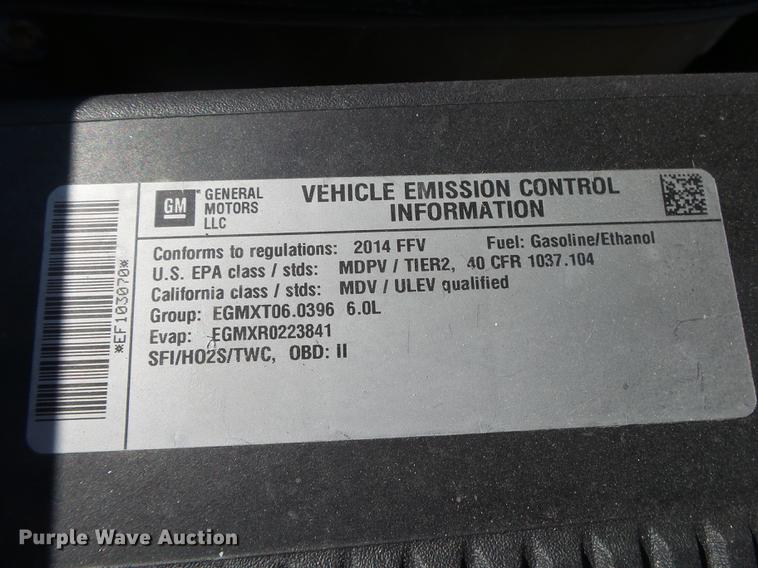 GM
GENERAL
MOTORS
LLC
VEHICLE EMISSION CONTROL
INFORMATION
Conforms to regulations: 2014 FFV Fuel: Gasoline/Ethanol
U.S. EPA class / stds: MDPV / TIER2, 40 CFR 1037.104
California class / stds: MDV / ULEV qualified
Group: EGMXT06.0396 6.0L
Evap: EGMXR0223841
SFI/HO2S/TWC, OBD: II
*EF103070*
Purple Wave Auction